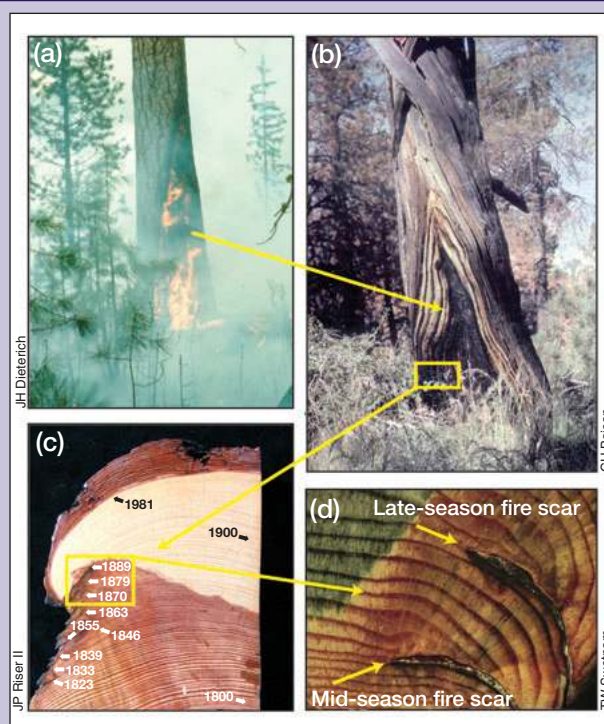 (a)
JH Dieterich
(b)
(c)
1981
1900
1889
1879
1870
1863
1855
1846
1839
1833
1823
1800
JP Riser II
(d)
Late-season fire scar
Mid-season fire scar